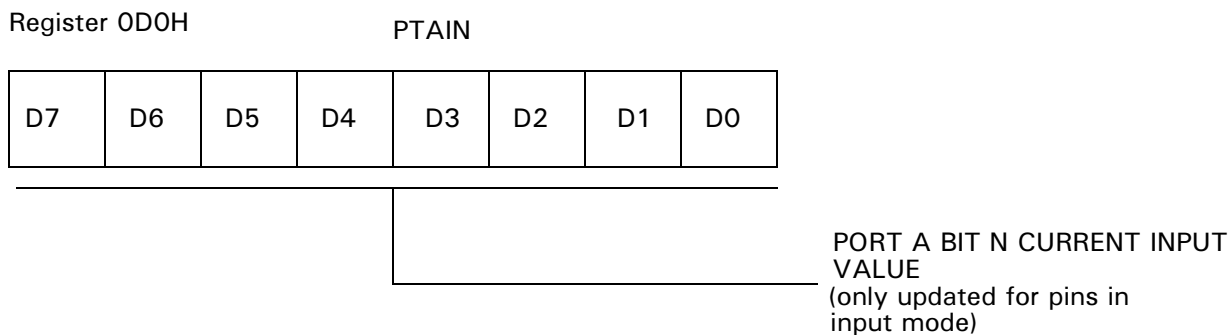 Register 0D0H PTAIN
D7 D6 D5 D4 D3 D2 D1 D0
PORT A BIT N CURRENT INPUT
VALUE
(only updated for pins in
input mode)